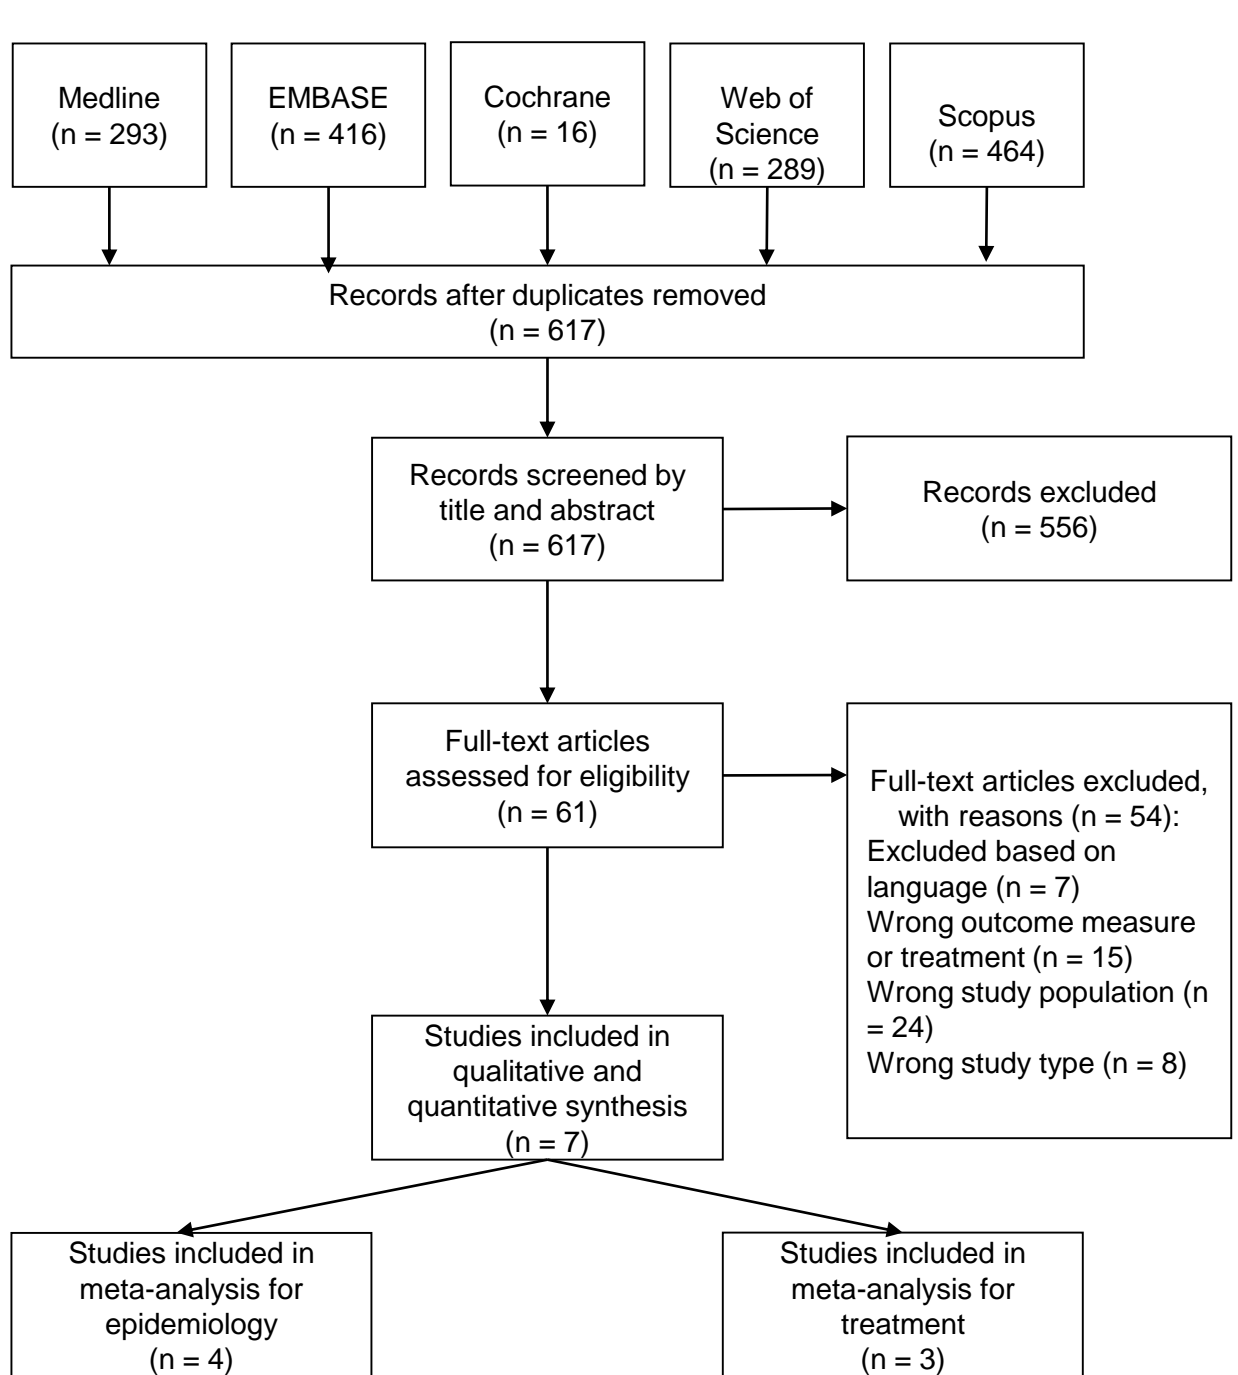 Medline
(n = 293)
EMBASE
(n = 416)
Cochrane
(n = 16)
Web of
Science
(n = 289)
Scopus
(n = 464)
Records after duplicates removed
(n = 617)
Records screened by
title and abstract
(n = 617)
Records excluded
(n = 556)
Full-text articles
assessed for eligibility
(n = 61)
Full-text articles excluded,
with reasons (n = 54):
Excluded based on
language (n = 7)
Wrong outcome measure
or treatment (n = 15)
Wrong study population (n
= 24)
Wrong study type (n = 8)
Studies included in
qualitative and
quantitative synthesis
(n = 7)
Studies included in
meta-analysis for
epidemiology
(n = 4)
Studies included in
meta-analysis for
treatment
(n = 3)